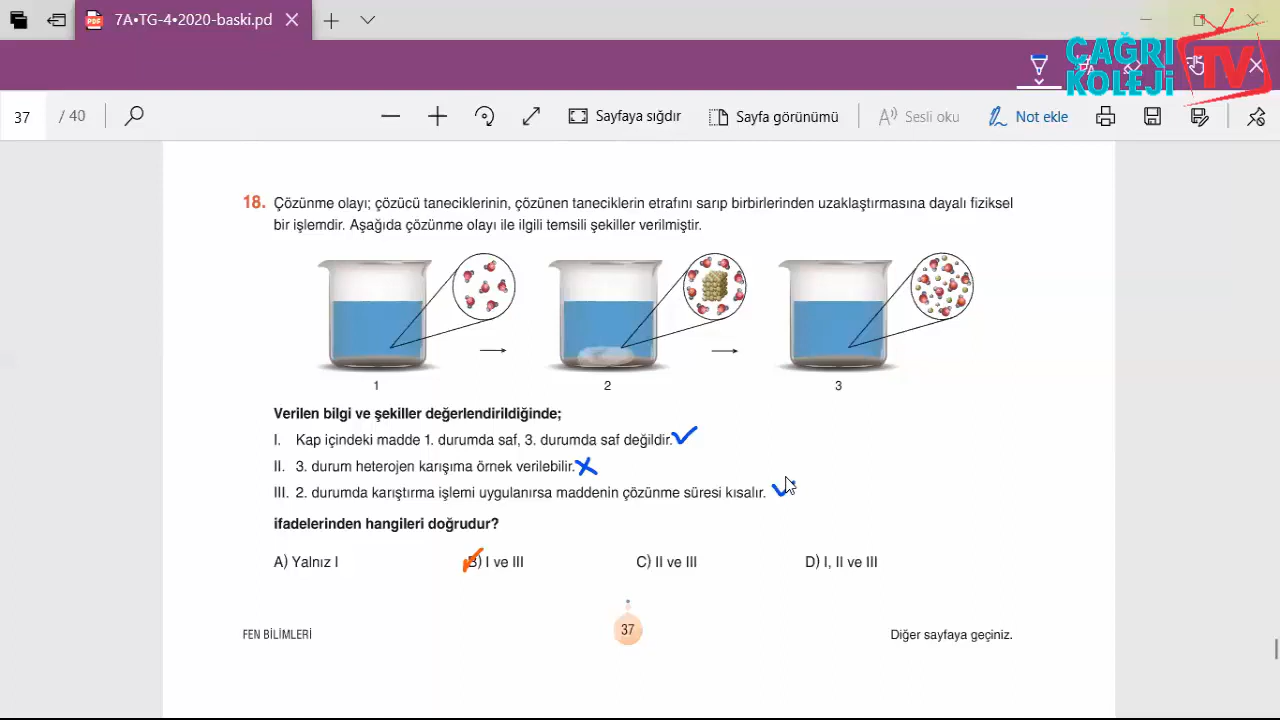 7A•TG-4•2020-baski.pd
ÇAĞRI
KOLEJİ
TV
37 / 40
Sayfaya sığdır
Sayfa görünümü
Sesli oku
Not ekle
18. Çözünme olayı; çözücü taneciklerinin, çözünen taneciklerin etrafını sarıp birbirlerinden uzaklaştırmasına dayalı fiziksel
bir işlemdir. Aşağıda çözünme olayı ile ilgili temsili şekiller verilmiştir.
1
2
3
Verilen bilgi ve şekiller değerlendirildiğinde;
I. Kap içindeki madde 1. durumda saf, 3. durumda saf değildir.
II. 3. durum heterojen karışıma örnek verilebilir.
III. 2. durumda karıştırma işlemi uygulanırsa maddenin çözünme süresi kısalır.
ifadelerinden hangileri doğrudur?
A) Yalnız I
B) I ve III
C) II ve III
D) I, II ve III
FEN BİLİMLERİ
37
Diğer sayfaya geçiniz.